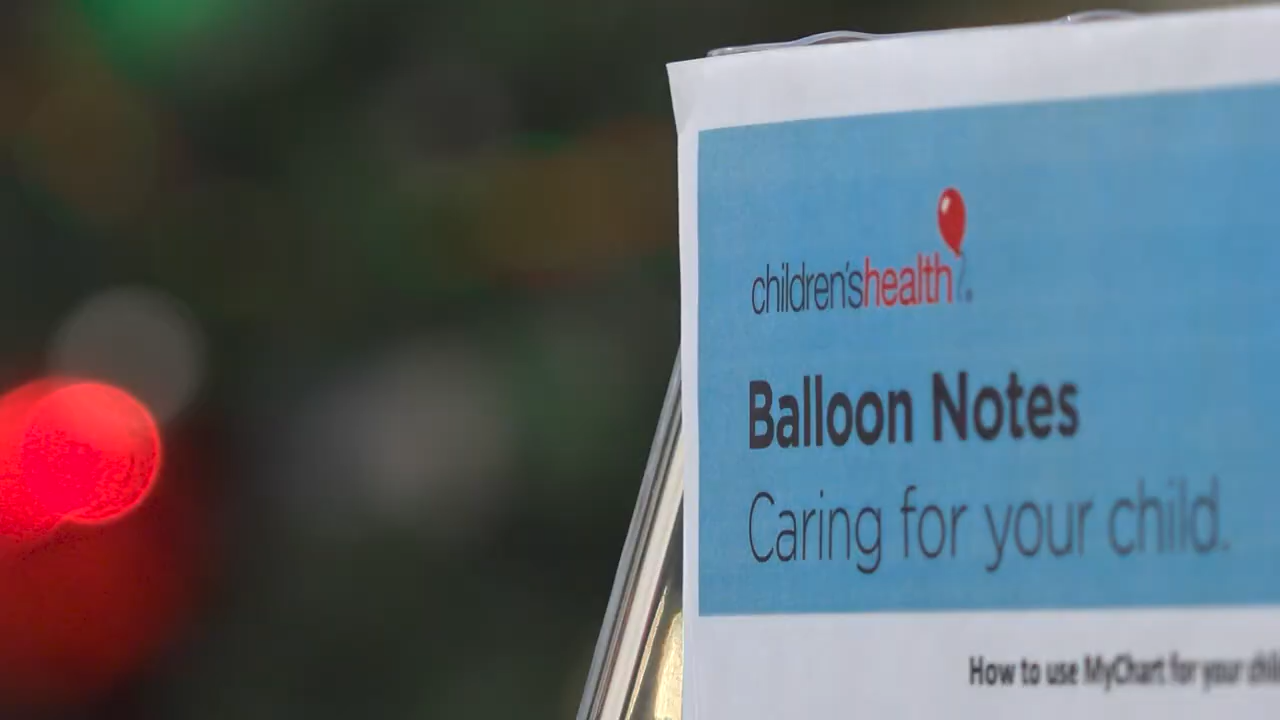 children'shealth
Balloon Notes
Caring for your child.
How to use MyChart for your